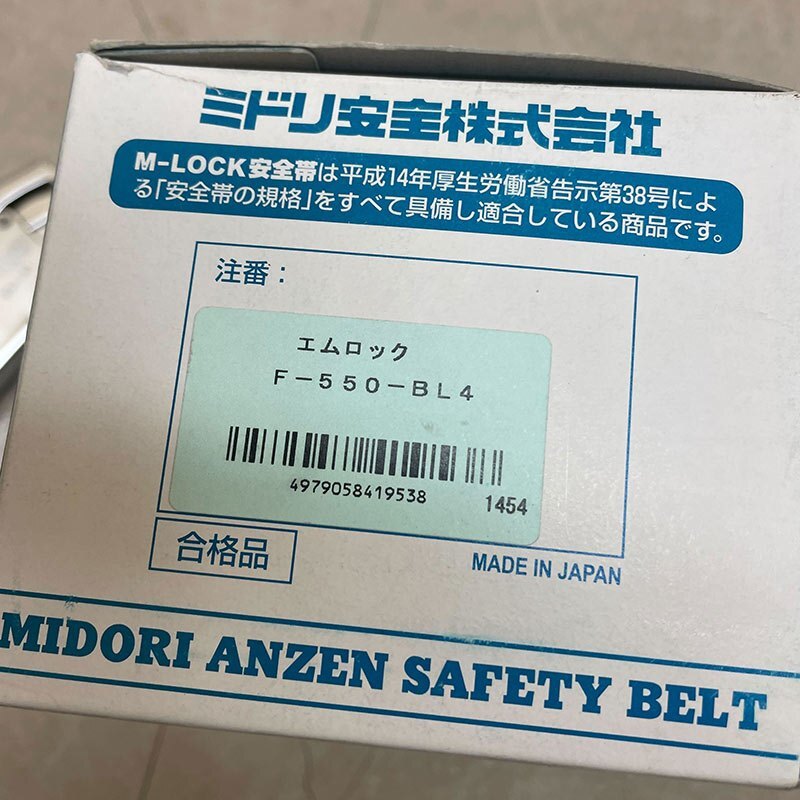 ミドリ安全株式会社
M-LOCK安全帯は平成14年厚生労働省告示第38号によ
る「安全帯の規格」をすべて具備し適合している商品です。
注番：
エムロック
F-550-BL4
4979058419538
1454
合格品
MADE IN JAPAN
MIDORI ANZEN SAFETY BELT